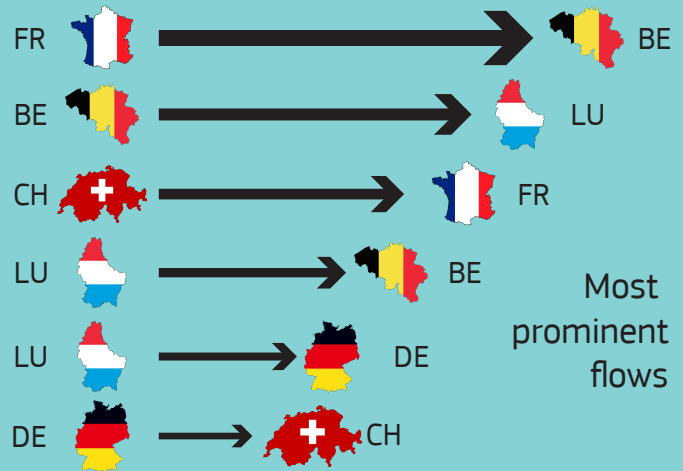 FR BE
BE LU
CH FR
LU BE
LU DE
DE CH
Most
prominent
flows